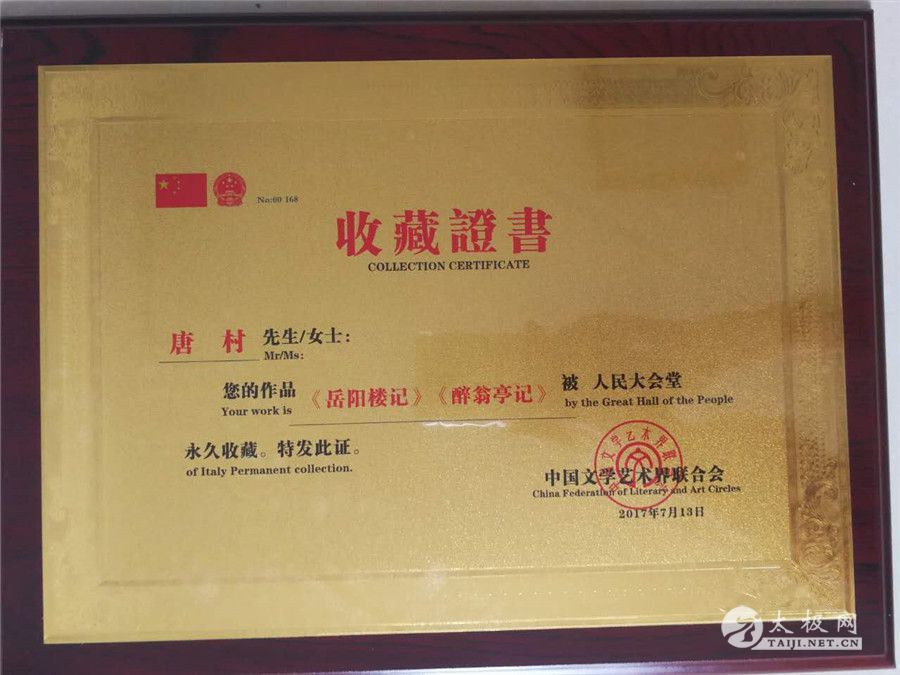 No:00 168
收藏證書
COLLECTION CERTIFICATE
唐 村 先生/女士:
Mr/Ms:
您的作品《岳阳楼记》《醉翁亭记》被 人民大会堂
Your work is by the Great Hall of the People
永久收藏。特发此证。
of Italy Permanent collection.
中国文学艺术界联合会
China Federation of Literary and Art Circles
2017年7月13日
太极网
TAIJI.NET.CN